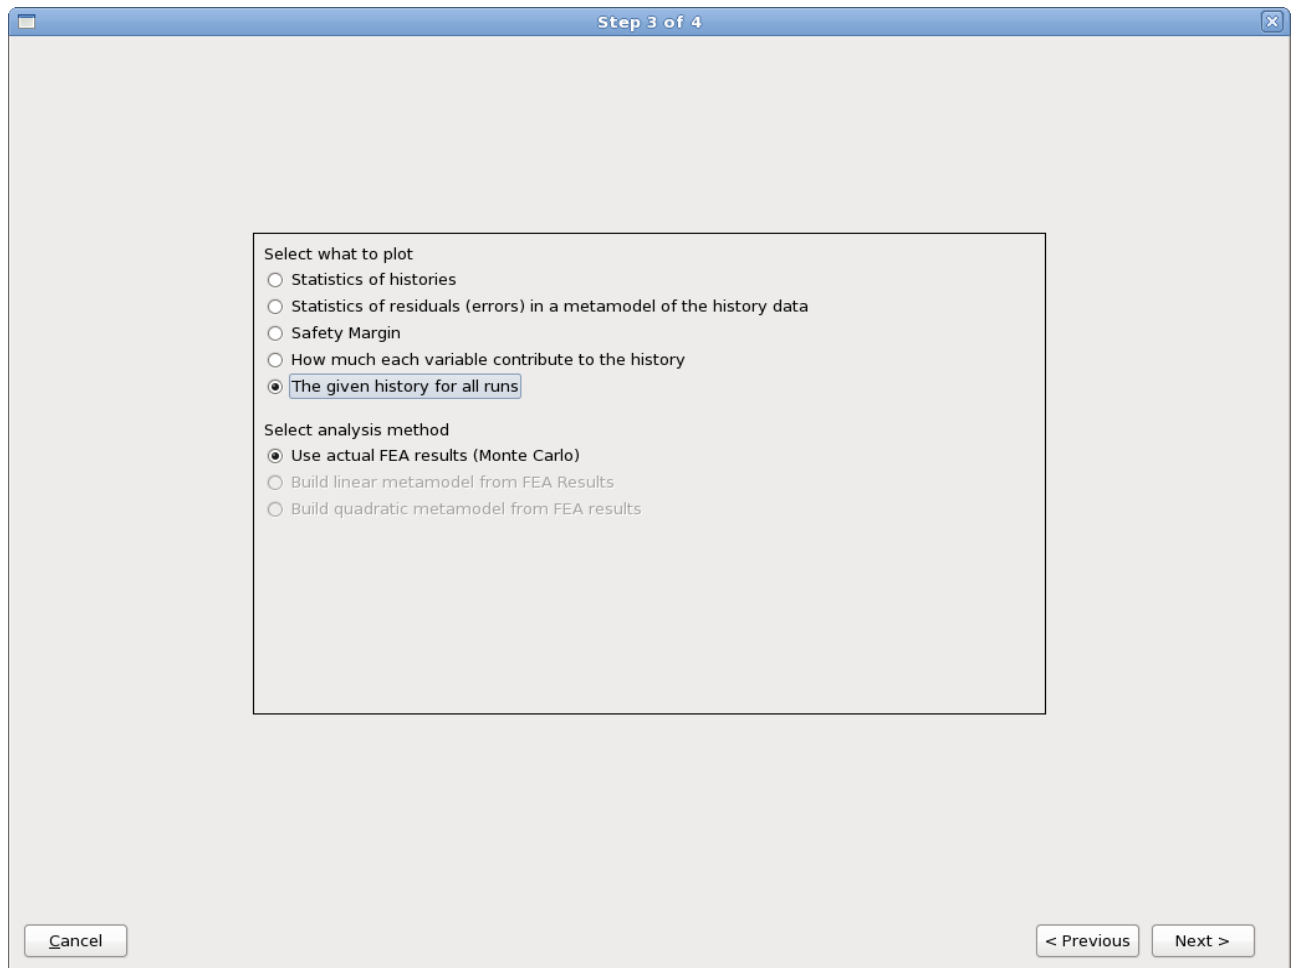 Step 3 of 4
Select what to plot
Statistics of histories
Statistics of residuals (errors) in a metamodel of the history data
Safety Margin
How much each variable contribute to the history
The given history for all runs
Select analysis method
Use actual FEA results (Monte Carlo)
Build linear metamodel from FEA Results
Build quadratic metamodel from FEA results
Cancel
< Previous
Next >